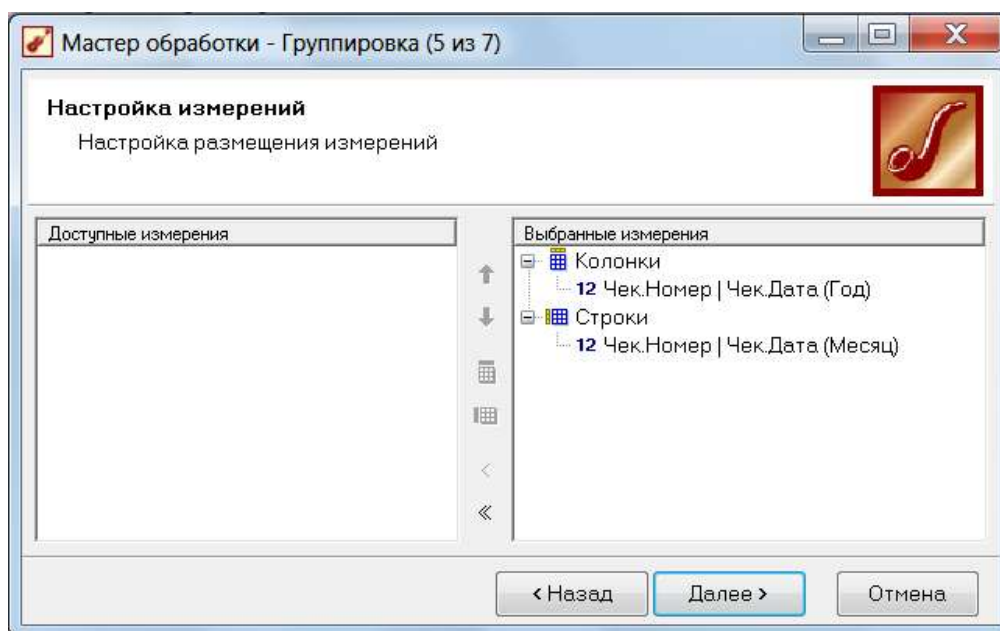 Мастер обработки - Группировка (5 из 7)
Настройка измерений
Настройка размещения измерений
Доступные измерения
Выбранные измерения
Колонки
12 Чек.Номер | Чек.Дата (Год)
Строки
12 Чек.Номер | Чек.Дата (Месяц)
< Назад
Далее >
Отмена